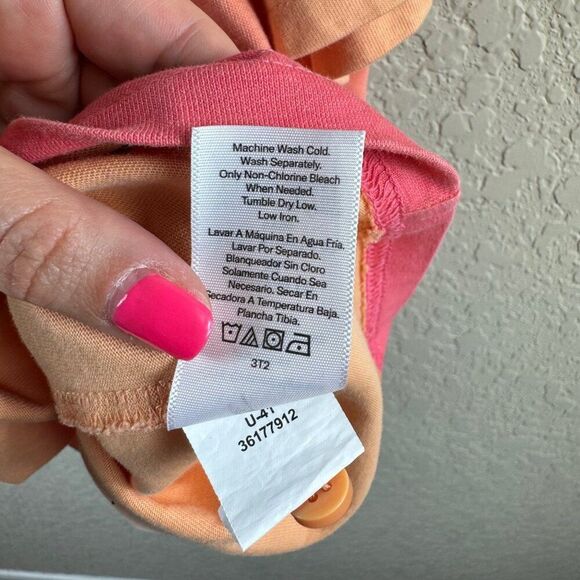 Machine Wash Cold.
Wash Separately.
Only Non-Chlorine Bleach
When Needed.
Tumble Dry Low.
Low Iron.
Lavar A Máquina En Agua Fría.
Lavar Por Separado.
Blanqueador Sin Cloro
Solamente Cuando Sea
Necesario. Secar En
Secadora A Temperatura Baja.
Plancha Tibia.
3T2
36177912